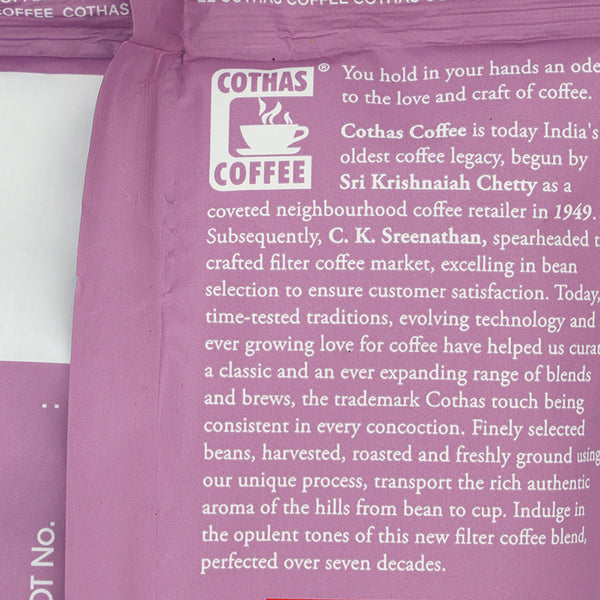 COFFEE COTHAS
COTHAS COFFEE COTHAS
COTHAS ®
COFFEE
You hold in your hands an ode
to the love and craft of coffee.
Cothas Coffee is today India's
oldest coffee legacy, begun by
Sri Krishnaiah Chetty as a
coveted neighbourhood coffee retailer in 1949.
Subsequently, C. K. Sreenathan, spearheaded
crafted filter coffee market, excelling in bean
selection to ensure customer satisfaction. Today,
time-tested traditions, evolving technology and
ever growing love for coffee have helped us
a classic and an ever expanding range of blends
and brews, the trademark Cothas touch being
consistent in every concoction. Finely selected
beans, harvested, roasted and freshly ground using
our unique process, transport the rich authentic
aroma of the hills from bean to cup. Indulge in
the opulent tones of this new filter coffee blend,
perfected over seven decades.
No. :